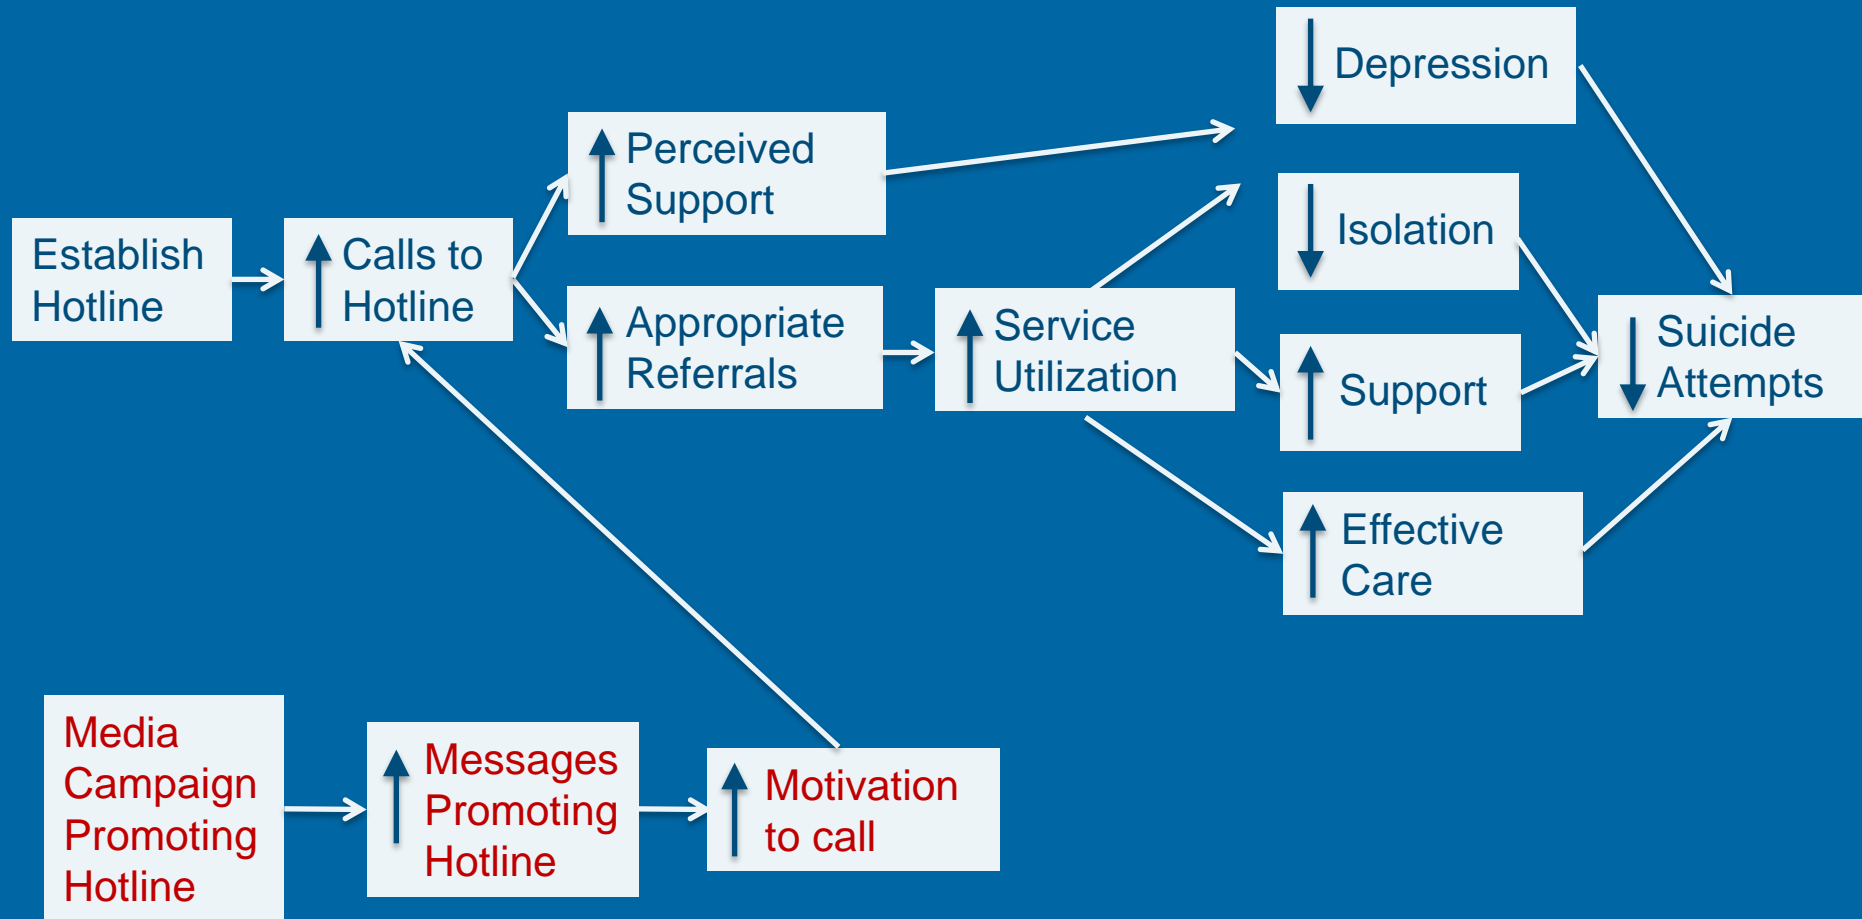 Depression
Perceived
Support
Isolation
Establish
Hotline
Calls to
Hotline
Appropriate
Referrals
Service
Utilization
Support
Suicide
Attempts
Effective
Care
Media
Campaign
Promoting
Hotline
Messages
Promoting
Hotline
Motivation
to call